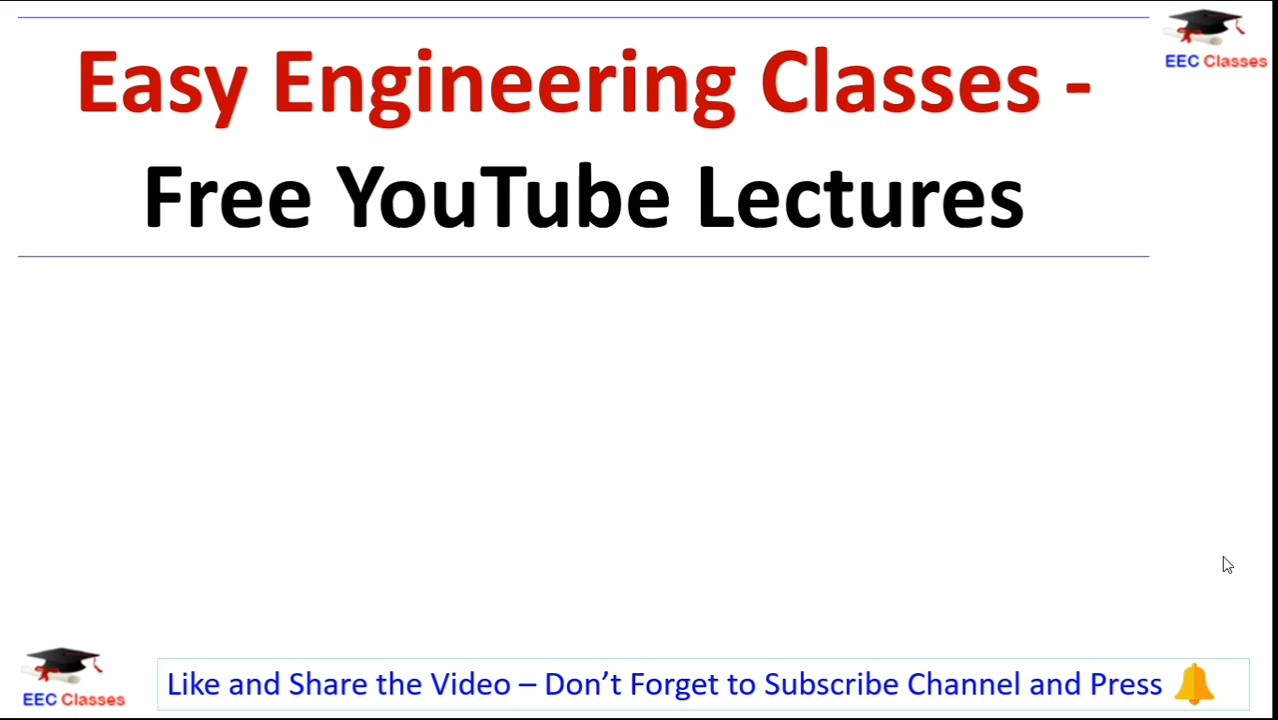 EEC Classes
Easy Engineering Classes -
Free YouTube Lectures
EEC Classes
Like and Share the Video – Don’t Forget to Subscribe Channel and Press